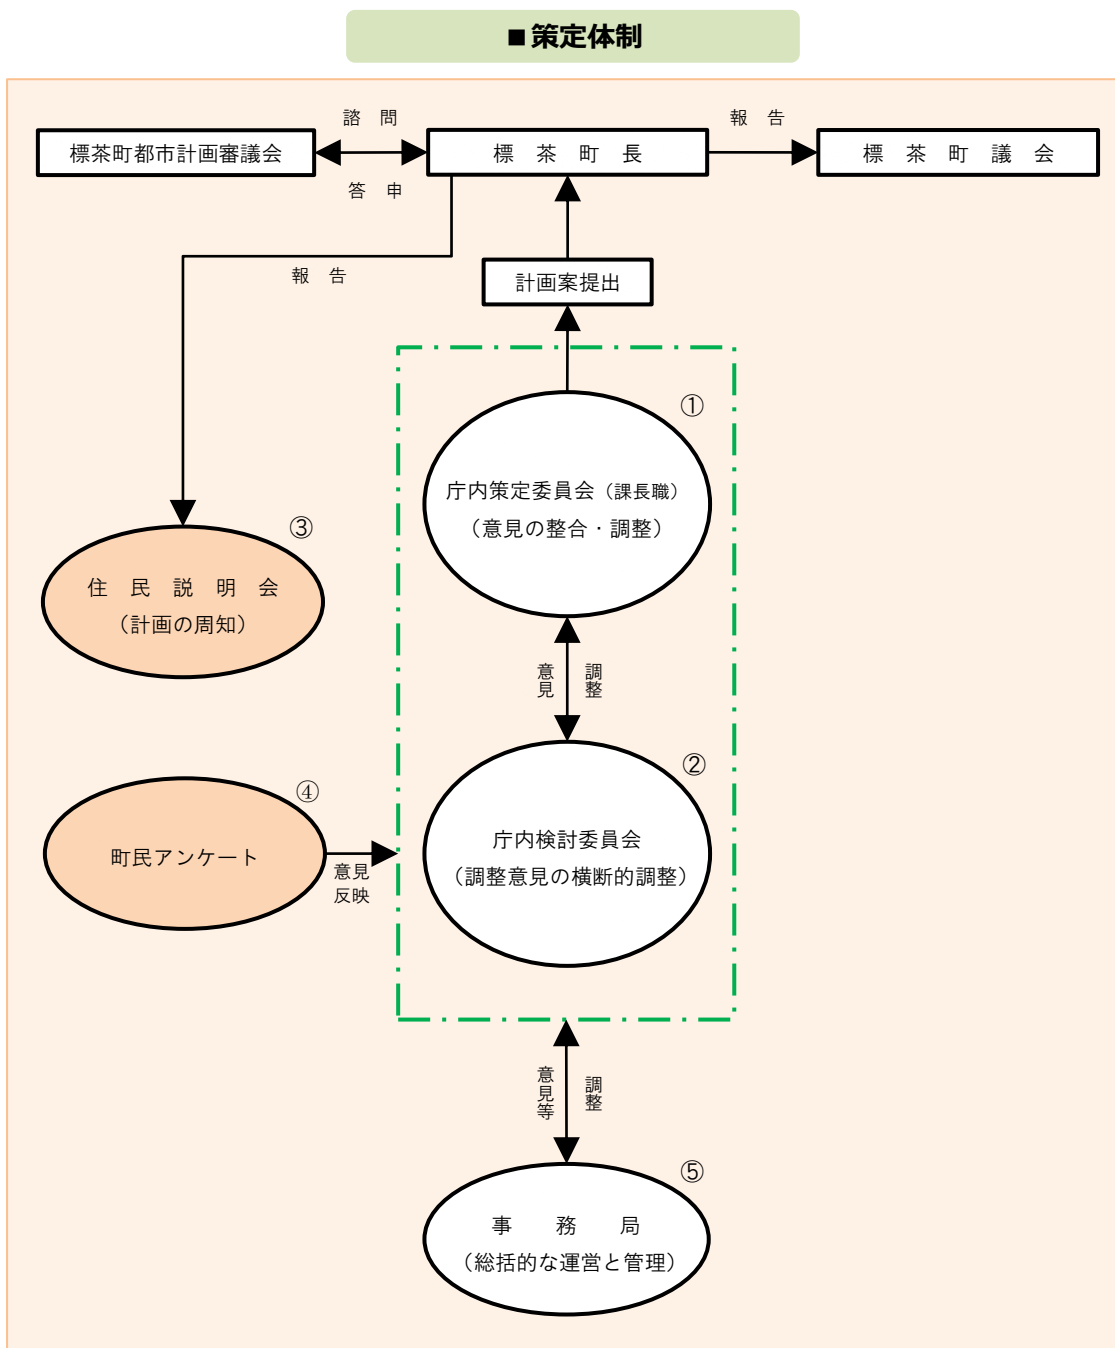 ■策定体制
諮　問
報　告
標茶町都市計画審議会
標　茶　町　長
標　茶　町　議　会
答　申
報　告
計画案提出
①
庁内策定委員会（課長職）
（意見の整合・調整）
③
住　民　説　明　会
（計画の周知）
意見
調整
②
④
庁内検討委員会
（調整意見の横断的調整）
町民アンケート
意見
反映
意見等
調整
⑤
事　務　局
（総括的な運営と管理）